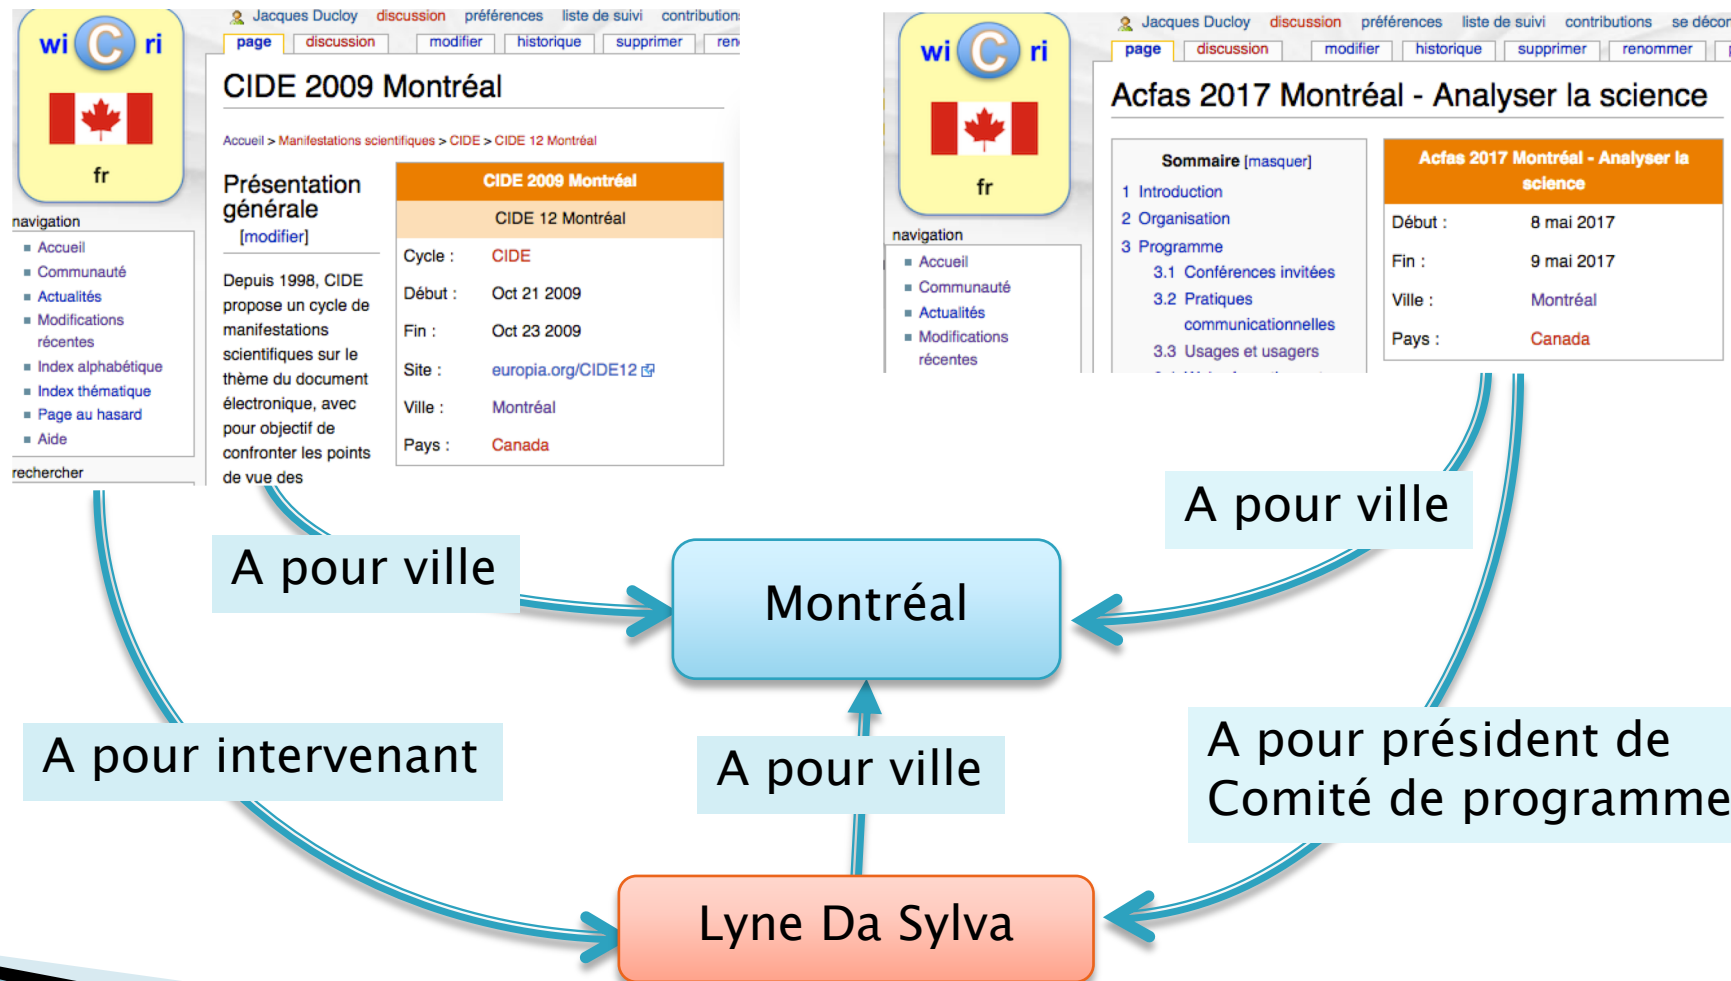 wi C ri
fr
Jacques Ducloy discussion préférences liste de suivi contributions
page discussion modifier historique supprimer
CIDE 2009 Montréal
Accueil > Manifestations scientifiques > CIDE > CIDE 12 Montréal
Présentation
générale
[modifier]
Depuis 1998, CIDE
propose un cycle de
manifestations
scientifiques sur le
thème du document
électronique, avec
pour objectif de
confronter les points
de vue des
CIDE 2009 Montréal
CIDE 12 Montréal
Cycle : CIDE
Début : Oct 21 2009
Fin : Oct 23 2009
Site : europia.org/CIDE12
Ville : Montréal
Pays : Canada
navigation
Accueil
Communauté
Actualités
Modifications
récentes
Index alphabétique
Index thématique
Page au hasard
Aide
rechercher
wi C ri
fr
Jacques Ducloy discussion préférences liste de suivi contributions se décon
page discussion modifier historique supprimer renommer
Acfas 2017 Montréal - Analyser la science
Sommaire [masquer]
1 Introduction
2 Organisation
3 Programme
3.1 Conférences invitées
3.2 Pratiques
communicationnelles
3.3 Usages et usagers
Acfas 2017 Montréal - Analyser la
science
Début : 8 mai 2017
Fin : 9 mai 2017
Ville : Montréal
Pays : Canada
navigation
Accueil
Communauté
Actualités
Modifications
récentes
A pour ville
A pour ville
Montréal
A pour intervenant
A pour ville
A pour président de
Comité de programme
Lyne Da Sylva